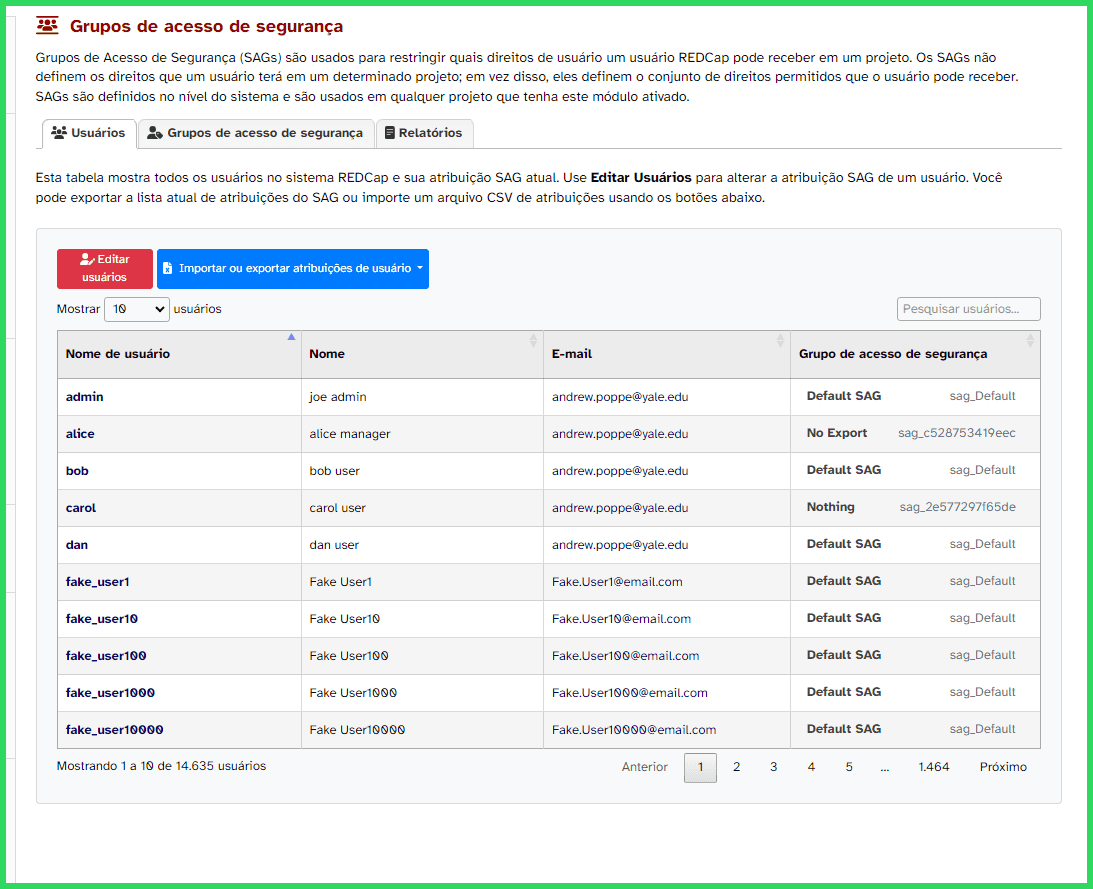 Grupos de acesso de segurança
Grupos de Acesso de Segurança (SAGs) são usados para restringir quais direitos de usuário um usuário REDCap pode receber em um projeto. Os SAGs não
definem os direitos que um usuário terá em um determinado projeto; em vez disso, eles definem o conjunto de direitos permitidos que o usuário pode receber.
SAGs são definidos no nível do sistema e são usados em qualquer projeto que tenha este módulo ativado.
Usuários Grupos de acesso de segurança Relatórios
Esta tabela mostra todos os usuários no sistema REDCap e sua atribuição SAG atual. Use Editar Usuários para alterar a atribuição SAG de um usuário. Você
pode exportar a lista atual de atribuições do SAG ou importe um arquivo CSV de atribuições usando os botões abaixo.
Editar
usuários
Importar ou exportar atribuições de usuário
Mostrar 10 usuários Pesquisar usuários...
Nome de usuário Nome E-mail Grupo de acesso de segurança
admin joe admin andrew.poppe@yale.edu Default SAG sag_Default
alice alice manager andrew.poppe@yale.edu No Export sag_c528753419eec
bob bob user andrew.poppe@yale.edu Default SAG sag_Default
carol carol user andrew.poppe@yale.edu Nothing sag_2e577297f65de
dan dan user andrew.poppe@yale.edu Default SAG sag_Default
fake_user1 Fake User1 Fake.User1@email.com Default SAG sag_Default
fake_user10 Fake User10 Fake.User10@email.com Default SAG sag_Default
fake_user100 Fake User100 Fake.User100@email.com Default SAG sag_Default
fake_user1000 Fake User1000 Fake.User1000@email.com Default SAG sag_Default
fake_user10000 Fake User10000 Fake.User10000@email.com Default SAG sag_Default
Mostrando 1 a 10 de 14.635 usuários Anterior 1 2 3 4 5 ... 1.464 Próximo